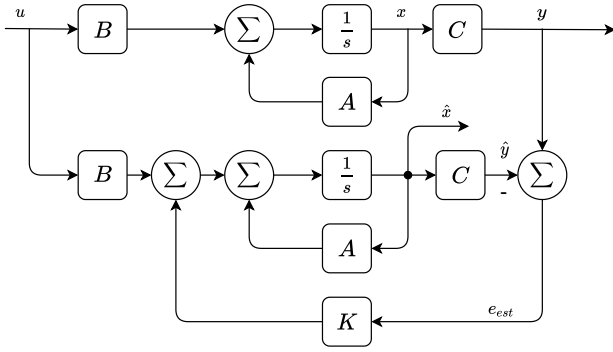 u x y
B ∑ 1/s C
A
x̂
B ∑ ∑ 1/s C ŷ ∑
-
A
K e_est